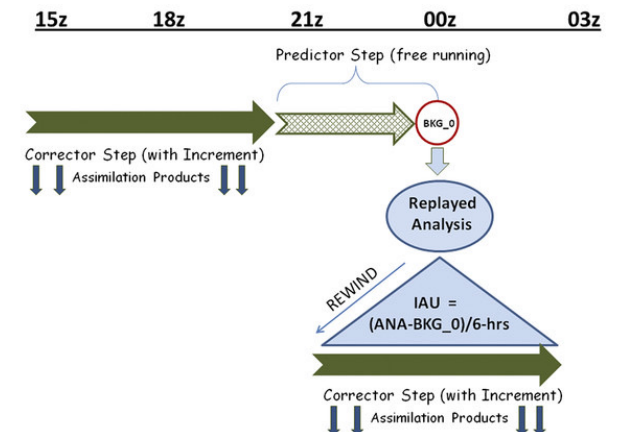 15z 18z 21z 00z 03z
Predictor Step (free running)
BKG_0
Corrector Step (with Increment)
Assimilation Products
Replayed
Analysis
REWIND
IAU =
(ANA-BKG_0)/6-hrs
Corrector Step (with Increment)
Assimilation Products